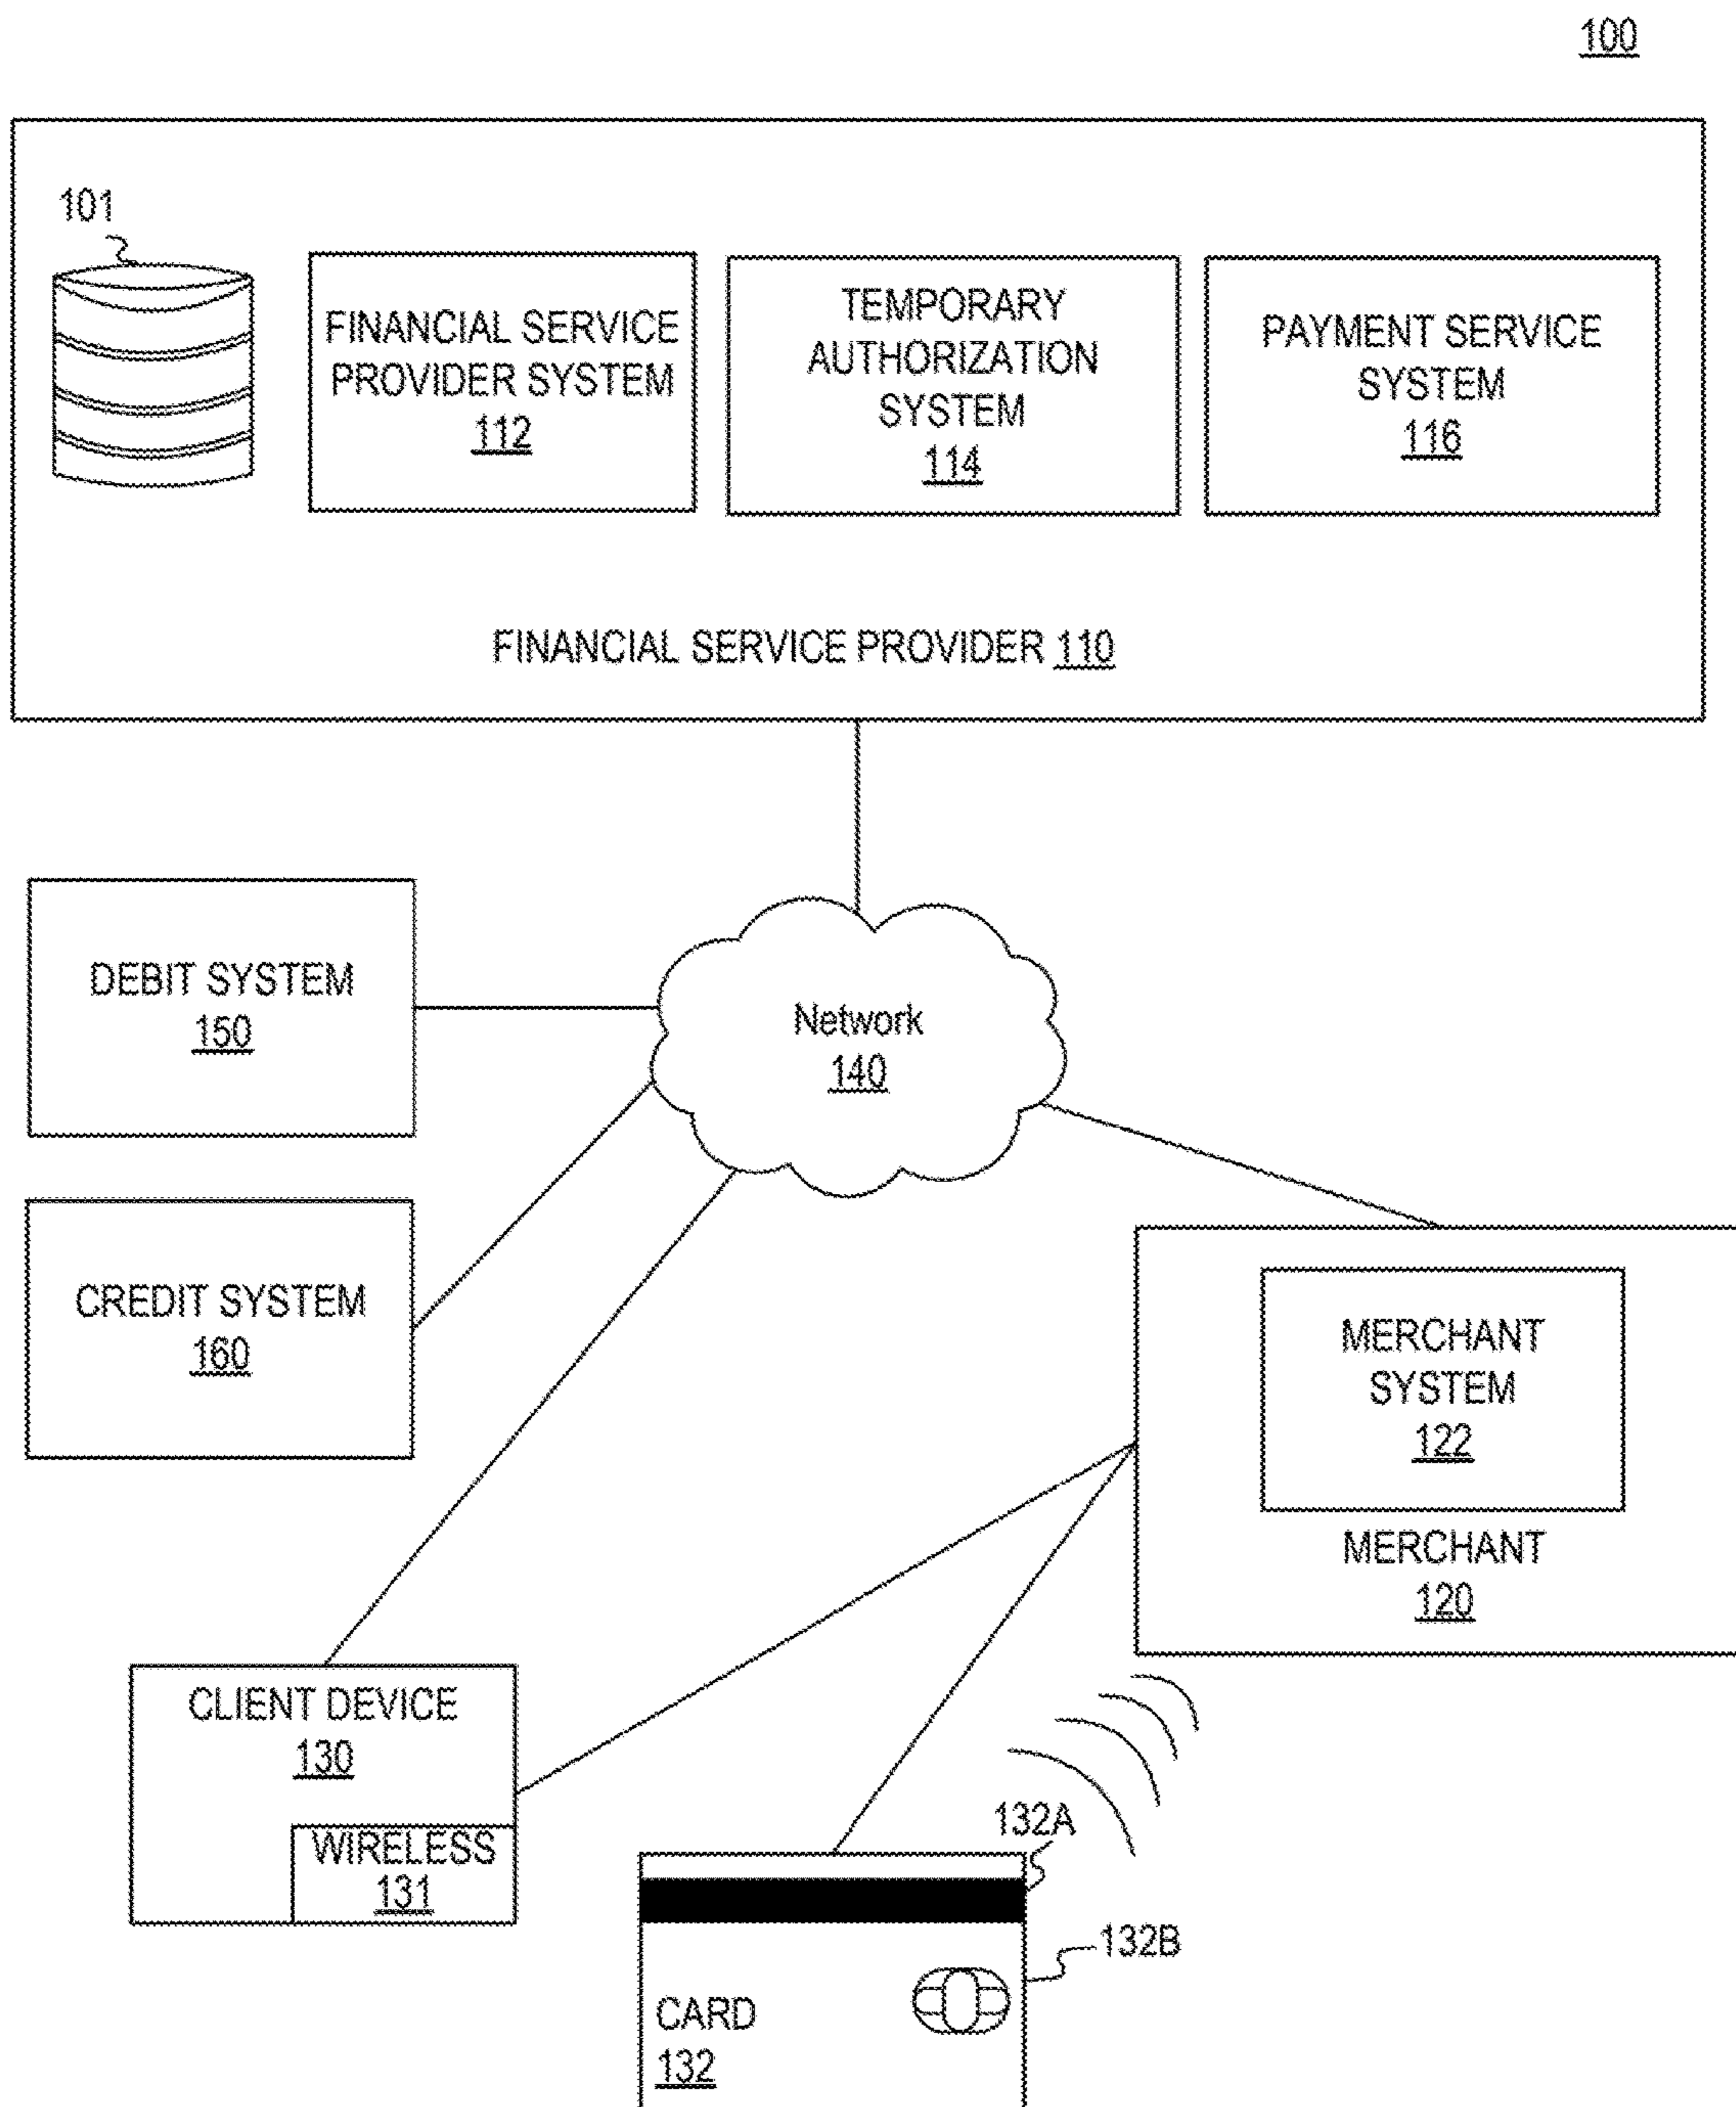 100
101
FINANCIAL SERVICE
PROVIDER SYSTEM
112
TEMPORARY
AUTHORIZATION
SYSTEM
114
PAYMENT SERVICE
SYSTEM
116
FINANCIAL SERVICE PROVIDER 110
DEBIT SYSTEM
150
Network
140
CREDIT SYSTEM
160
MERCHANT
SYSTEM
122
MERCHANT
120
CLIENT DEVICE
130
WIRELESS
131
132A
132B
CARD
132